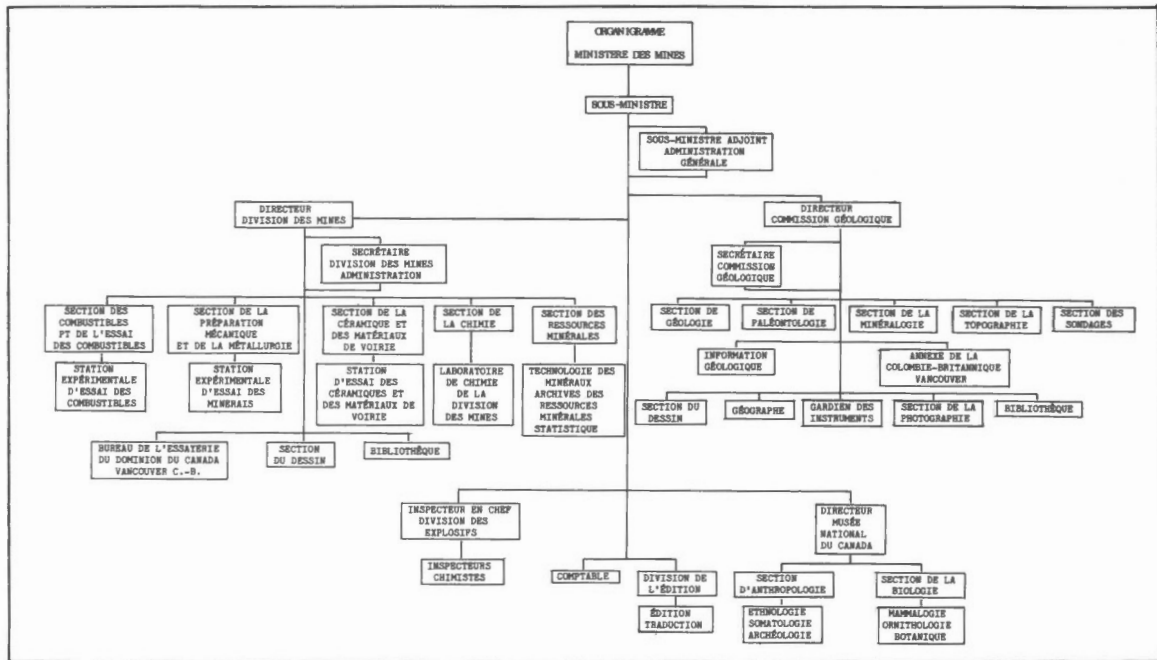 ORGANIGRAMME
MINISTERE DES MINES
SOUS-MINISTRE
SOUS-MINISTRE ADJOINT
ADMINISTRATION
GÉNÉRALE
DIRECTEUR
DIVISION DES MINES
DIRECTEUR
COMMISSION GÉOLOGIQUE
SECRÉTAIRE
DIVISION DES MINES
ADMINISTRATION
SECRÉTAIRE
COMMISSION
GÉOLOGIQUE
SECTION DES
COMBUSTIBLES
PT DE L'ESSAI
DES COMBUSTIBLES
SECTION DE LA
PRÉPARATION
MÉCANIQUE
ET DE LA MÉTALLURGIE
SECTION DE LA
CÉRAMIQUE ET
DES MATÉRIAUX
DE VOIRIE
SECTION DE
LA CHIMIE
SECTION DES
RESSOURCES
MINÉRALES
SECTION DE
GÉOLOGIE
SECTION DE
PALÉONTOLOGIE
SECTION DE
LA MINÉRALOGIE
SECTION DE LA
TOPOGRAPHIE
SECTION DES
SONDAGES
STATION
EXPÉRIMENTALE
D'ESSAI DES
COMBUSTIBLES
STATION
EXPÉRIMENTALE
D'ESSAI DES
MINERAIS
STATION
D'ESSAI DES
CÉRAMIQUES ET
DES MATÉRIAUX DE
VOIRIE
LABORATOIRE
DE CHIMIE
DE LA
DIVISION
DES MINES
TECHNOLOGIE DES
MINÉRAUX
ARCHIVES DES
RESSOURCES
MINÉRALES
STATISTIQUE
INFORMATION
GÉOLOGIQUE
ANNEXE DE LA
COLOMBIE-BRITANNIQUE
VANCOUVER
SECTION DU
DESSIN
GÉOGRAPHE
GARDIEN DES
INSTRUMENTS
SECTION DE LA
PHOTOGRAPHIE
BIBLIOTHÈQUE
BUREAU DE L'ESSAYERIE
DU DOMINION DU CANADA
VANCOUVER C.-B.
SECTION
DU DESSIN
BIBLIOTHÈQUE
INSPECTEUR EN CHEF
DIVISION DES
EXPLOSIFS
DIRECTEUR
MUSÉE
NATIONAL
DU CANADA
INSPECTEURS
CHIMISTES
COMPTABLE
DIVISION DE
L'ÉDITION
SECTION
D'ANTHROPOLOGIE
SECTION DE LA
BIOLOGIE
ÉDITION
TRADUCTION
ETHNOLOGIE
SOMATOLOGIE
ARCHÉOLOGIE
MAMMALOGIE
ORNITHOLOGIE
BOTANIQUE